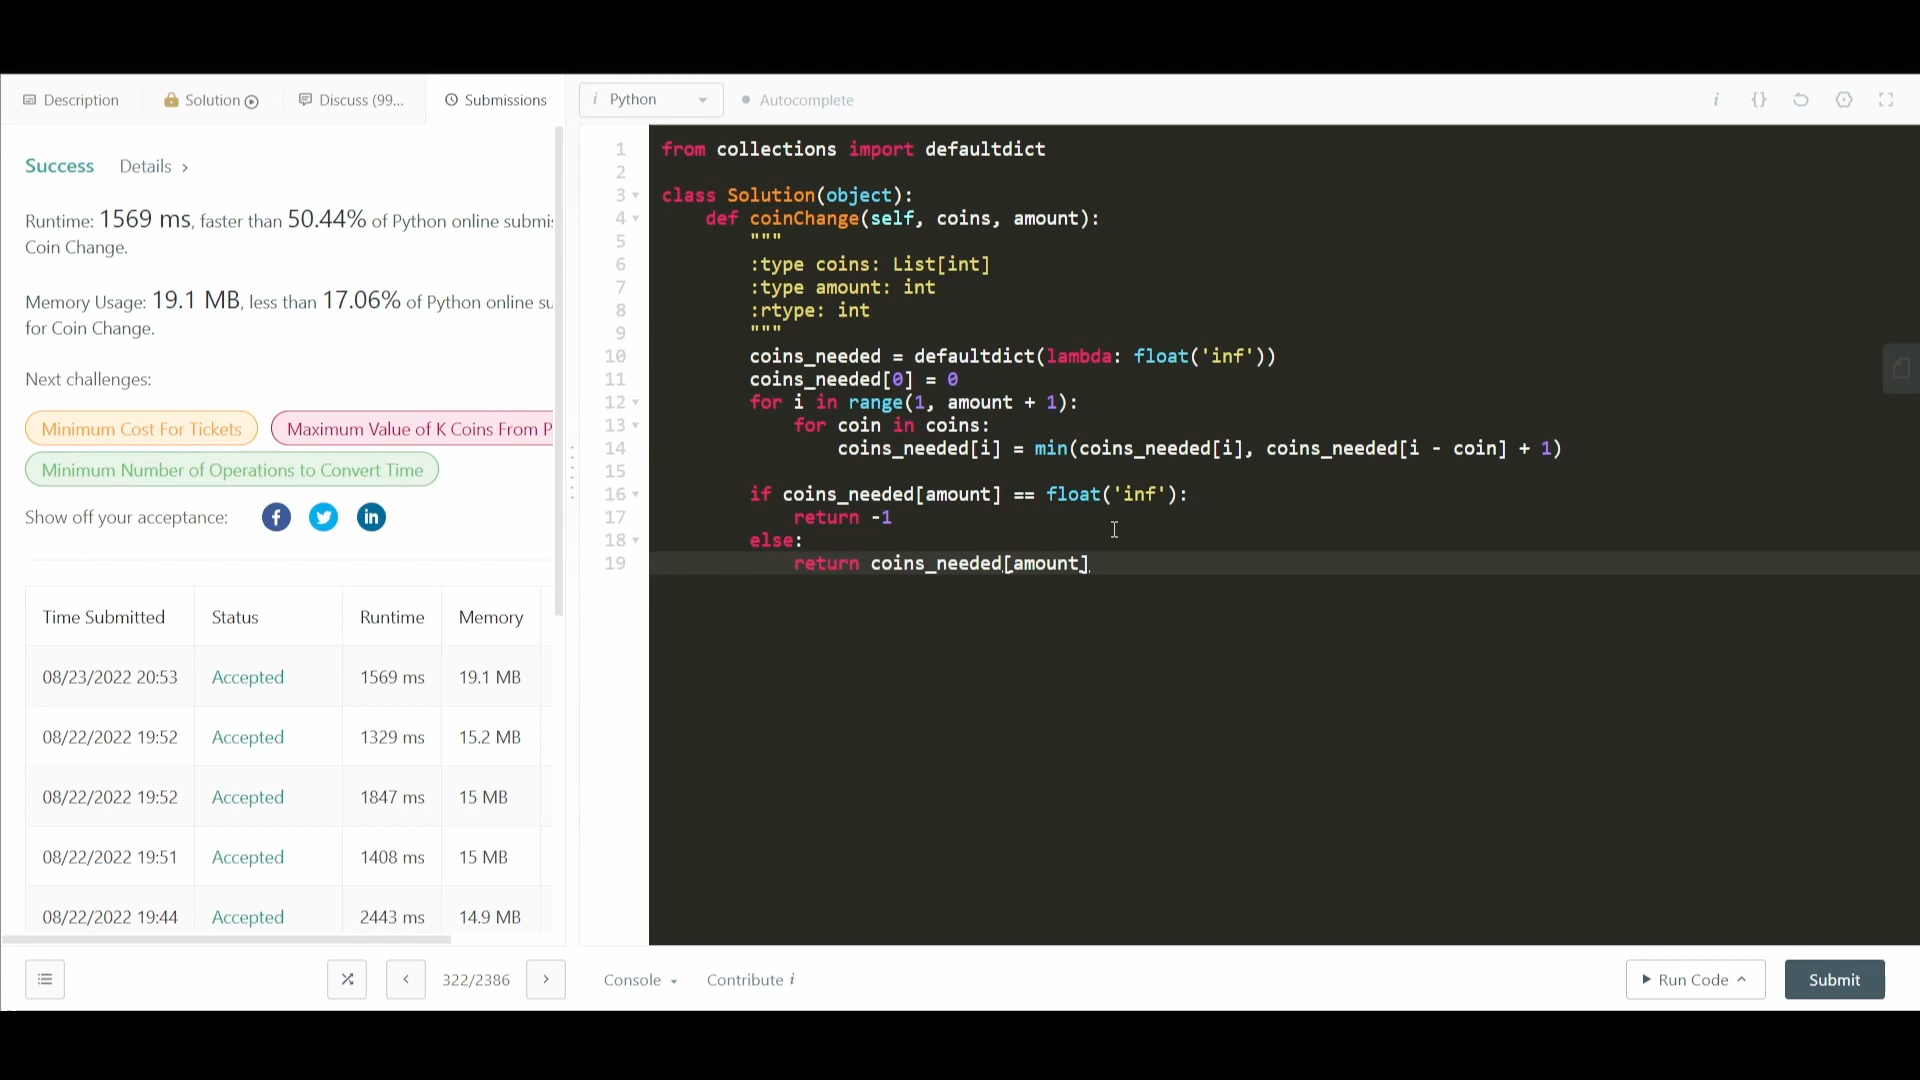 Description
Solution
Discuss (99...
Submissions
i Python
Autocomplete
i {}
Success Details >
Runtime: 1569 ms, faster than 50.44% of Python online submis
Coin Change.
Memory Usage: 19.1 MB, less than 17.06% of Python online su
for Coin Change.
Next challenges:
Minimum Cost For Tickets
Maximum Value of K Coins From P
Minimum Number of Operations to Convert Time
Show off your acceptance:
f
in
Time Submitted Status Runtime Memory
08/23/2022 20:53 Accepted 1569 ms 19.1 MB
08/22/2022 19:52 Accepted 1329 ms 15.2 MB
08/22/2022 19:52 Accepted 1847 ms 15 MB
08/22/2022 19:51 Accepted 1408 ms 15 MB
08/22/2022 19:44 Accepted 2443 ms 14.9 MB
1 from collections import defaultdict
2
3 class Solution(object):
4 def coinChange(self, coins, amount):
5 """
6 :type coins: List[int]
7 :type amount: int
8 :rtype: int
9 """
10 coins_needed = defaultdict(lambda: float('inf'))
11 coins_needed[0] = 0
12 for i in range(1, amount + 1):
13 for coin in coins:
14 coins_needed[i] = min(coins_needed[i], coins_needed[i - coin] + 1)
15
16 if coins_needed[amount] == float('inf'):
17 return -1
18 else:
19 return coins_needed[amount]
< 322/2386 >
Console
Contribute i
Run Code
Submit